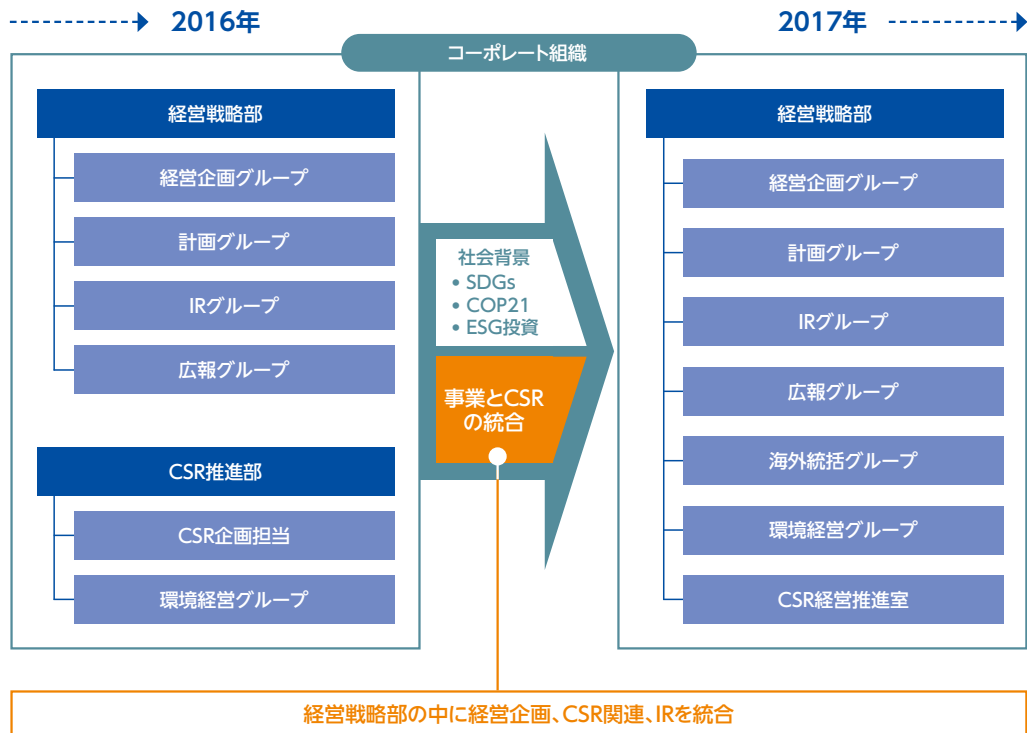 2016年
2017年
コーポレート組織
経営戦略部
経営企画グループ
計画グループ
IRグループ
広報グループ
CSR推進部
CSR企画担当
環境経営グループ
社会背景
• SDGs
• COP21
• ESG投資
事業とCSR
の統合
経営戦略部
経営企画グループ
計画グループ
IRグループ
広報グループ
海外統括グループ
環境経営グループ
CSR経営推進室
経営戦略部の中に経営企画、CSR関連、IRを統合